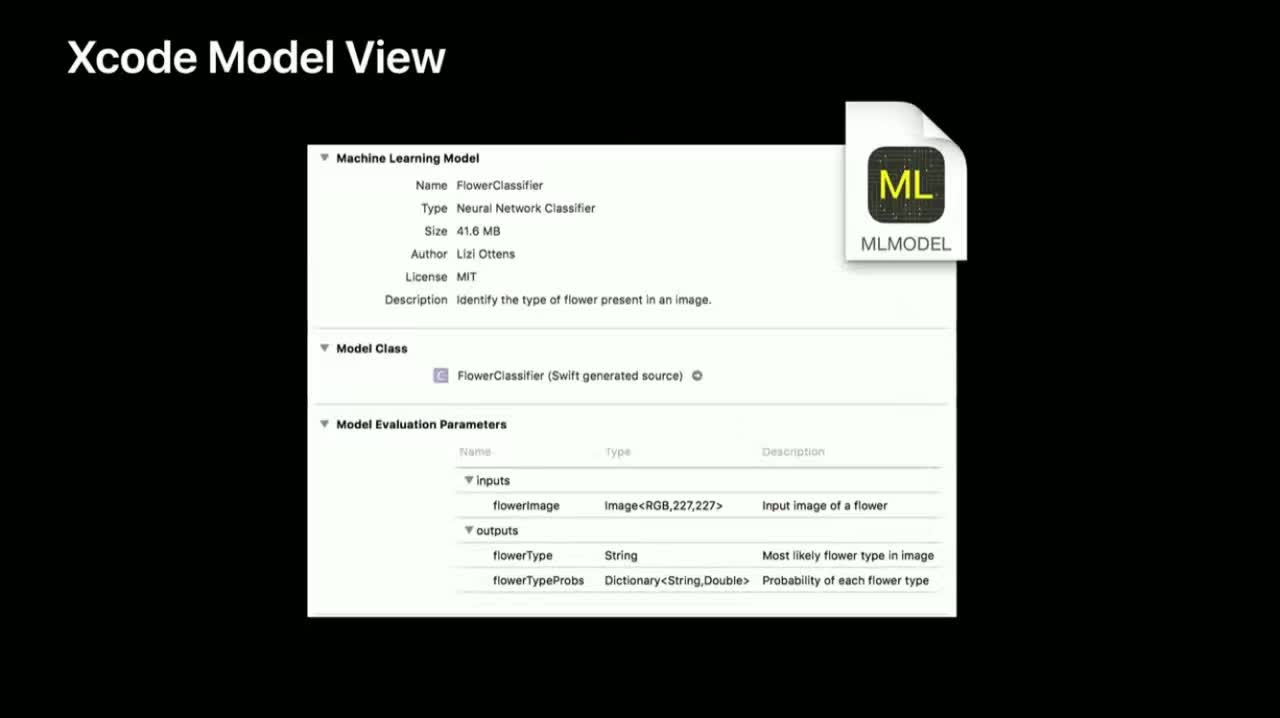 Xcode Model View
ML
MLMODEL
Machine Learning Model
Name FlowerClassifier
Type Neural Network Classifier
Size 41.6 MB
Author Lizi Ottens
License MIT
Description Identify the type of flower present in an image.
Model Class
C FlowerClassifier (Swift generated source)
Model Evaluation Parameters
Name Type Description
inputs
flowerImage Image<RGB,227,227> Input image of a flower
outputs
flowerType String Most likely flower type in image
flowerTypeProbs Dictionary<String,Double> Probability of each flower type